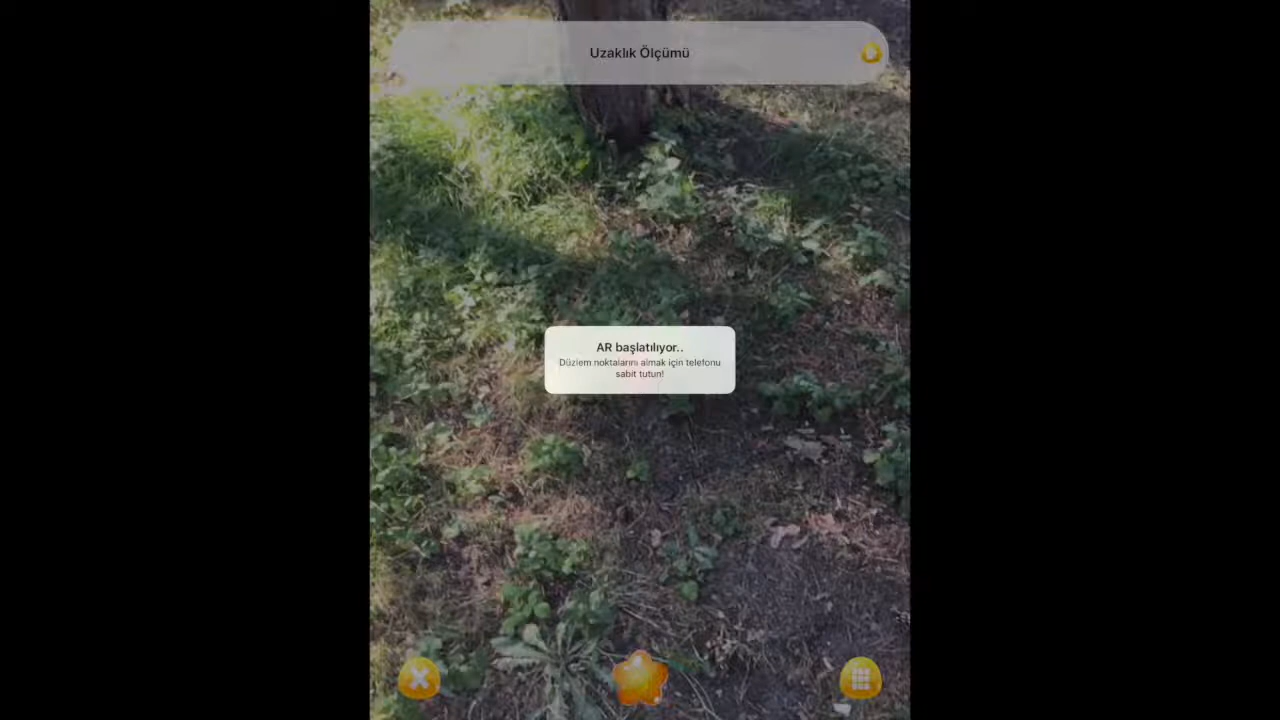 Uzaklık Ölçümü
AR başlatılıyor..
Düzlem noktalarını almak için telefonu
sabit tutun!